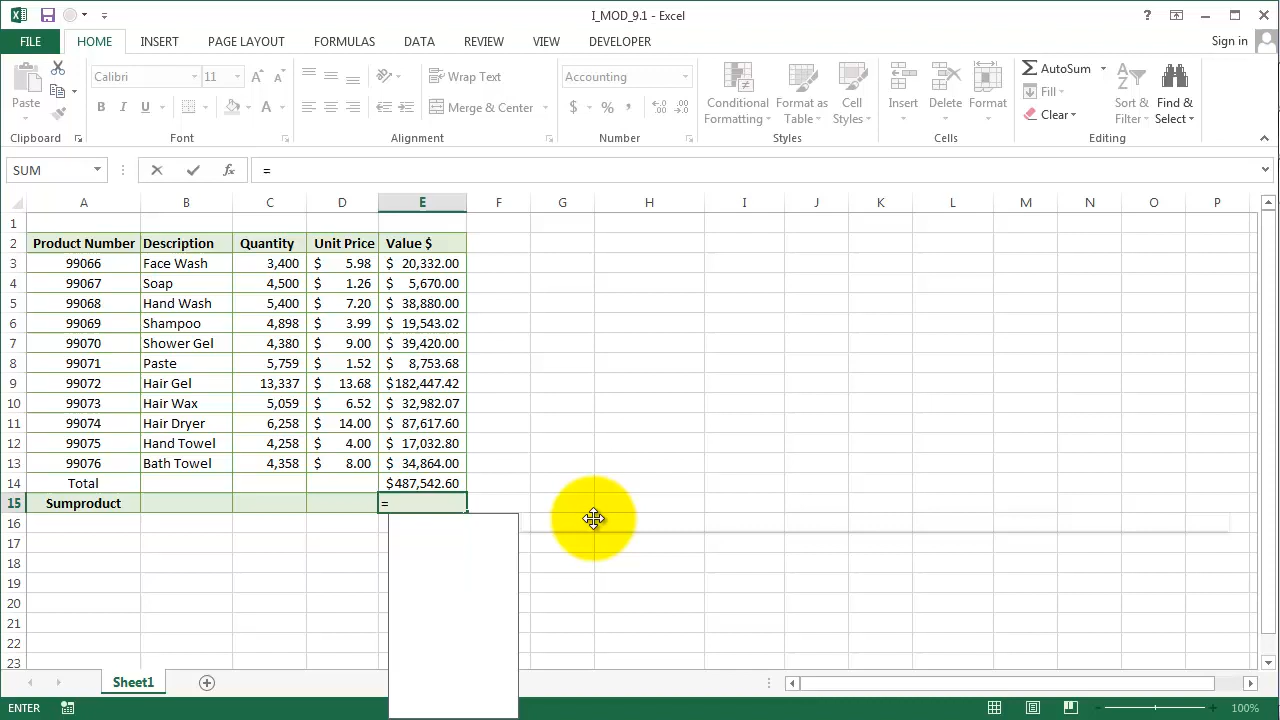 I_MOD_9.1 - Excel
?
FILE HOME INSERT PAGE LAYOUT FORMULAS DATA REVIEW VIEW DEVELOPER Sign in
Paste Calibri 11 A A Wrap Text Accounting Conditional Format as Cell Insert Delete Format AutoSum Sort & Find &
B I U A Merge & Center $ % , Formatting Table Styles Fill Clear Filter Select
Clipboard Font Alignment Number Styles Cells Editing
SUM fx =
A B C D E F G H I J K L M N O P
1
2 Product Number Description Quantity Unit Price Value $
3 99066 Face Wash 3,400 $ 5.98 $ 20,332.00
4 99067 Soap 4,500 $ 1.26 $ 5,670.00
5 99068 Hand Wash 5,400 $ 7.20 $ 38,880.00
6 99069 Shampoo 4,898 $ 3.99 $ 19,543.02
7 99070 Shower Gel 4,380 $ 9.00 $ 39,420.00
8 99071 Paste 5,759 $ 1.52 $ 8,753.68
9 99072 Hair Gel 13,337 $ 13.68 $182,447.42
10 99073 Hair Wax 5,059 $ 6.52 $ 32,982.07
11 99074 Hair Dryer 6,258 $ 14.00 $ 87,617.60
12 99075 Hand Towel 4,258 $ 4.00 $ 17,032.80
13 99076 Bath Towel 4,358 $ 8.00 $ 34,864.00
14 Total $487,542.60
15 Sumproduct =
16
17
18
19
20
21
22
23
Sheet1
ENTER 100%